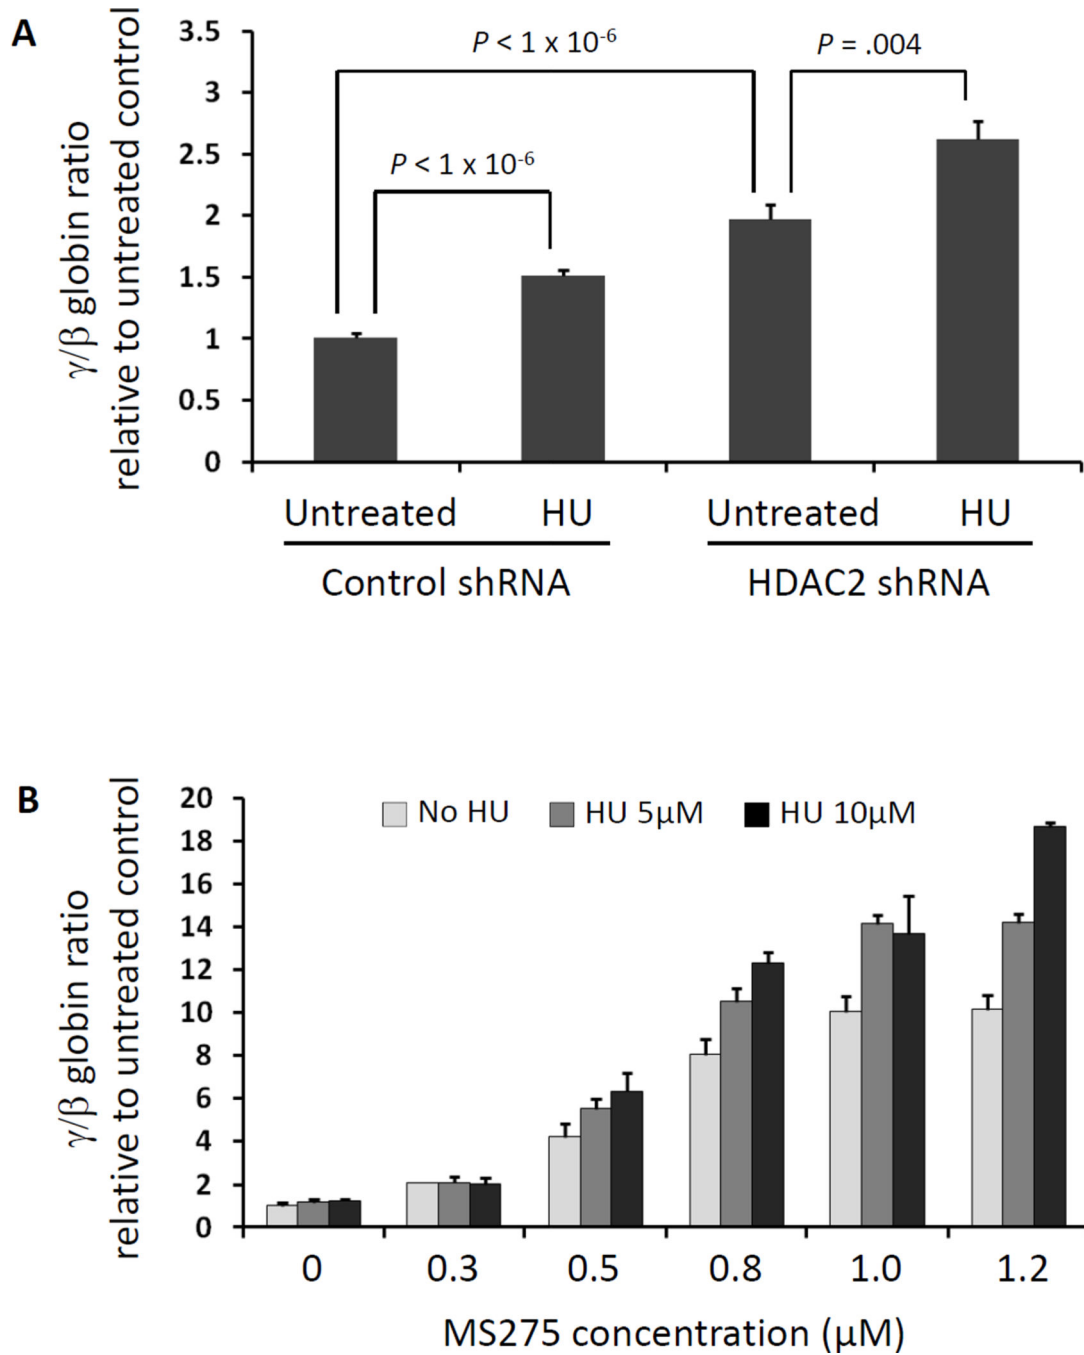 A
γ/β globin ratio
relative to untreated control
3.5
3
2.5
2
1.5
1
0.5
0
P < 1 x 10⁻⁶
P = .004
P < 1 x 10⁻⁶
Untreated HU Untreated HU
Control shRNA HDAC2 shRNA
B
γ/β globin ratio
relative to untreated control
20
18
16
14
12
10
8
6
4
2
0
No HU HU 5µM HU 10µM
0 0.3 0.5 0.8 1.0 1.2
MS275 concentration (µM)